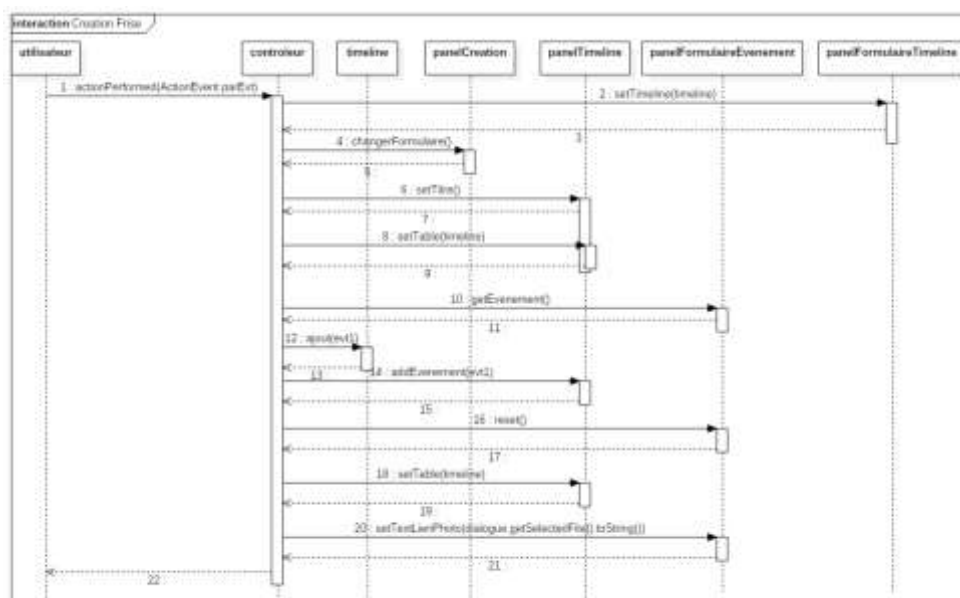 interaction Creation Frise
utilisateur
controleur
timeline
panelCreation
panelTimeline
panelFormulaireEvenement
panelFormulaireTimeline
1 : actionPerformed(ActionEvent parEvt)
2 : setTimeline(timeline)
3
4 : changerFormulaire()
5
6 : setTitre()
7
8 : setTable(timeline)
9
10 : getEvenement()
11
12 : ajout(evt1)
13
14 : addEvenement(evt1)
15
16 : reset()
17
18 : setTable(timeline)
19
20 : setTextLienPhoto(dialogue.getSelectedFile().toString())
21
22